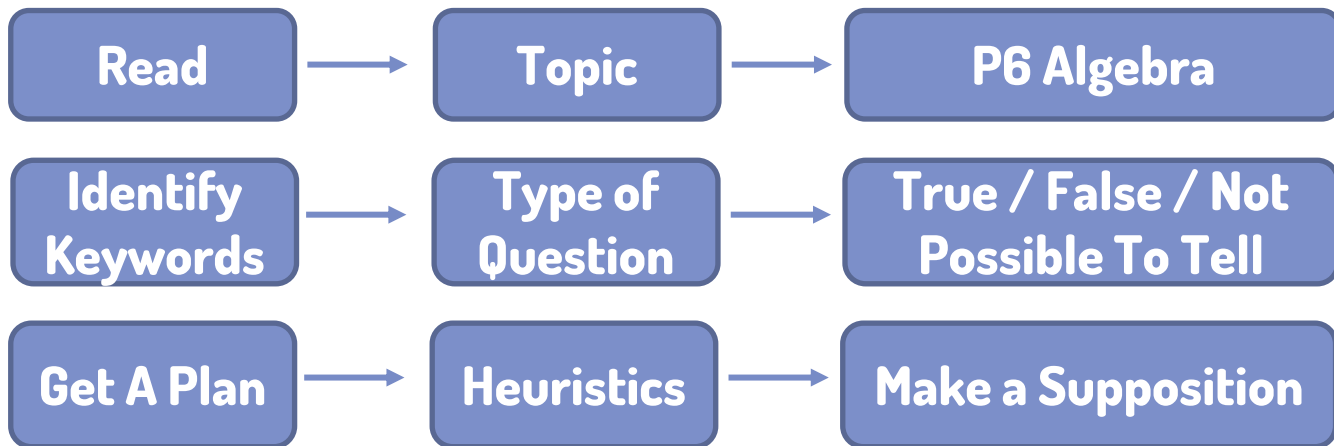 Read
Topic
P6 Algebra
Identify
Keywords
Type of
Question
True / False / Not
Possible To Tell
Get A Plan
Heuristics
Make a Supposition